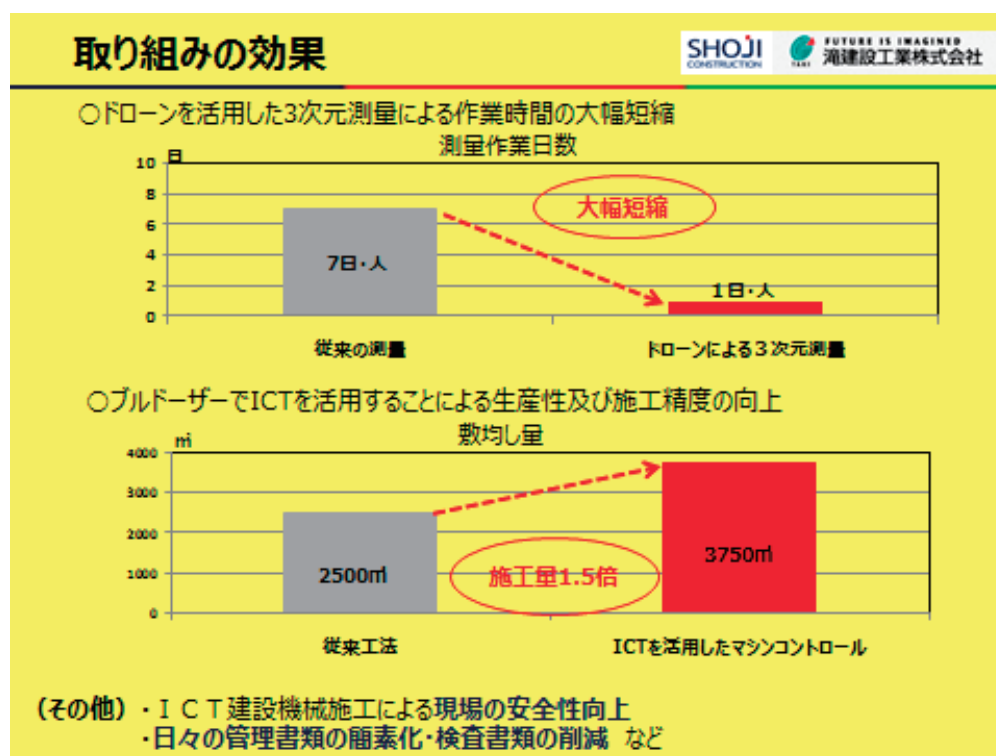 取り組みの効果
SHOJI
CONSTRUCTION
TAKI
FUTURE IS IMAGINED
滝建設工業株式会社
○ドローンを活用した3次元測量による作業時間の大幅短縮
測量作業日数
日
10
8
6
4
2
0
大幅短縮
7日・人
1日・人
従来の測量
ドローンによる3次元測量
○ブルドーザーでICTを活用することによる生産性及び施工精度の向上
敷均し量
㎡
4000
3000
2000
1000
0
2500㎡
施工量1.5倍
3750㎡
従来工法
ICTを活用したマシンコントロール
(その他)・ICT建設機械施工による現場の安全性向上
・日々の管理書類の簡素化・検査書類の削減 など